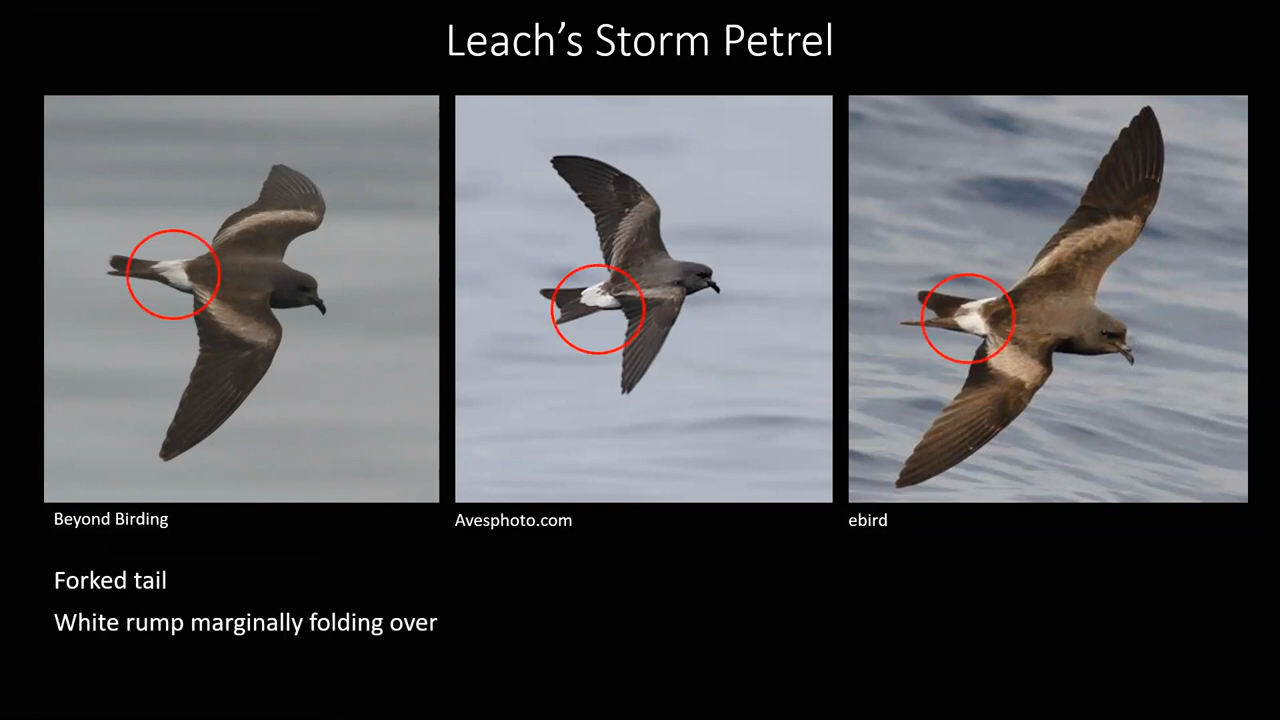 Leach's Storm Petrel
Beyond Birding
Avesphoto.com
ebird
Forked tail
White rump marginally folding over